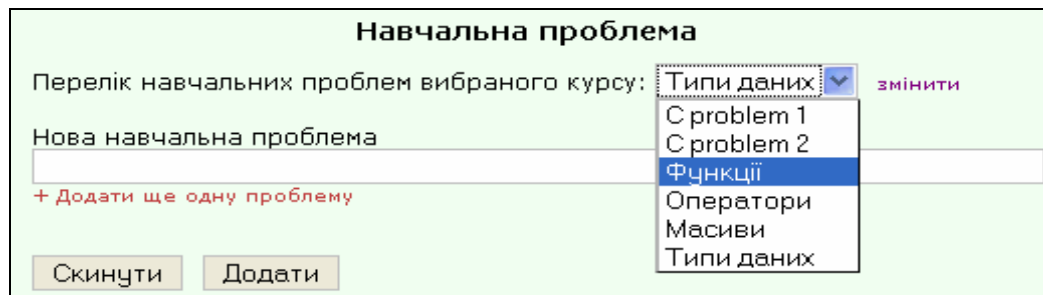 Навчальна проблема
Перелік навчальних проблем вибраного курсу: Типи даних змінити
C problem 1
C problem 2
Функції
Оператори
Масиви
Типи даних
Нова навчальна проблема
+ Додати ще одну проблему
Скинути Додати